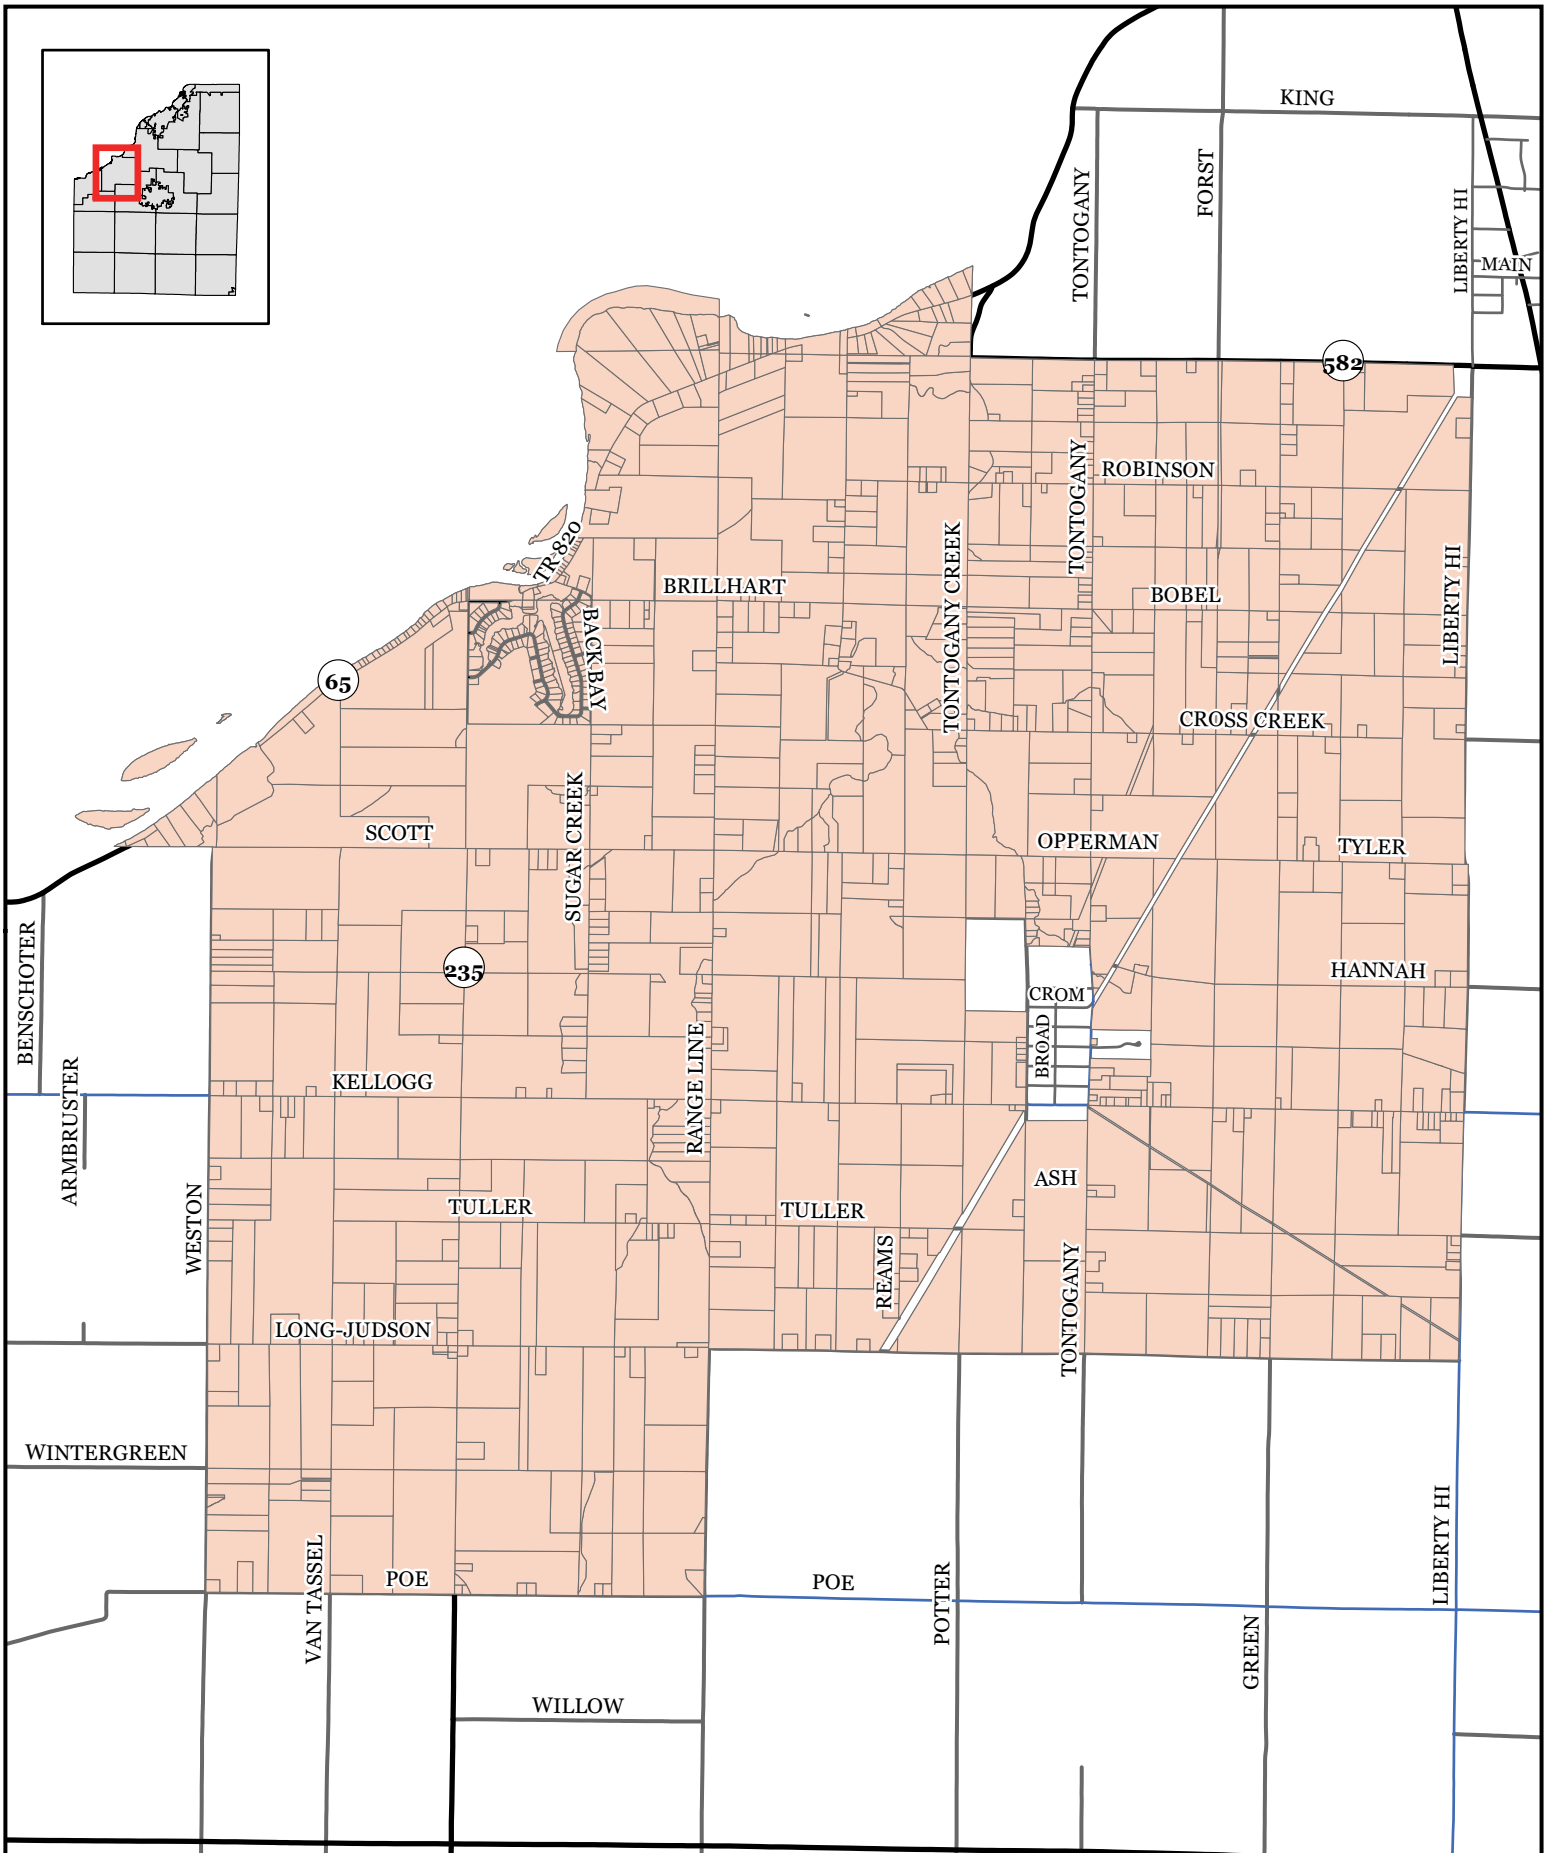 KING
FORST
TONTOGANY
LIBERTY HI
MAIN
582
TONTOGANY
ROBINSON
TONTOGANY CREEK
TR-820
BRILLHART
BOBEL
LIBERTY HI
BACK BAY
65
CROSS CREEK
SUGAR CREEK
SCOTT
OPPERMAN
TYLER
BENSCHOTER
235
HANNAH
CROM
BROAD
RANGE LINE
KELLOGG
ARMBRUSTER
WESTON
ASH
TULLER
TULLER
REAMS
TONTOGANY
LONG-JUDSON
WINTERGREEN
LIBERTY HI
VAN TASSEL
POE
POE
POTTER
GREEN
WILLOW